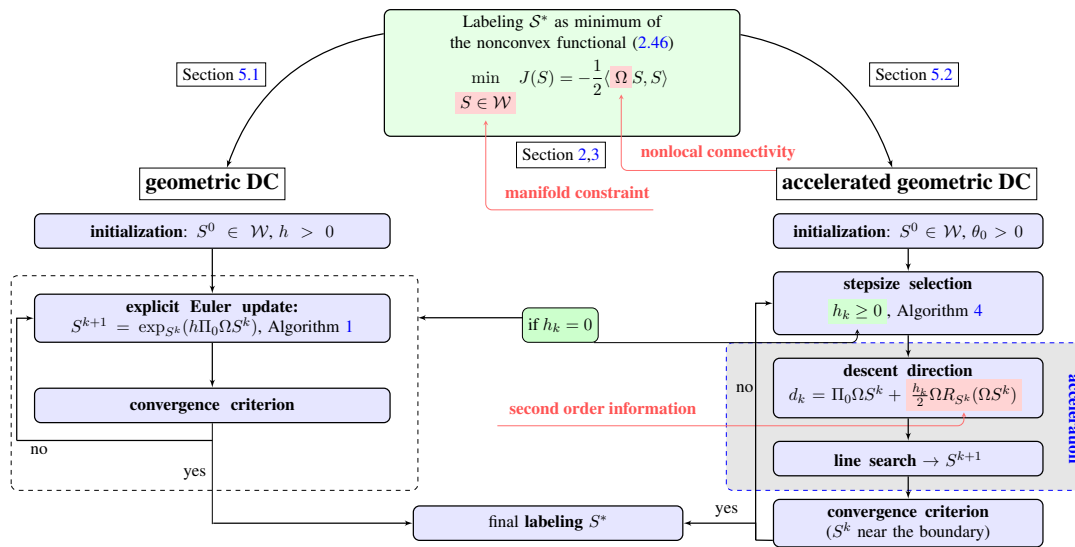 Labeling 𝒮* as minimum of
the nonconvex functional (2.46)
min J(S) = −1/2⟨ Ω S, S⟩
S ∈ 𝒲
Section 5.1
Section 5.2
Section 2,3
nonlocal connectivity
manifold constraint
geometric DC
accelerated geometric DC
initialization: S⁰ ∈ 𝒲, h > 0
initialization: S⁰ ∈ 𝒲, θ₀ > 0
explicit Euler update:
S^{k+1} = exp_{S^k}(hΠ₀ΩS^k), Algorithm 1
convergence criterion
no
yes
if h_k = 0
stepsize selection
h_k ≥ 0 , Algorithm 4
descent direction
d_k = Π₀ΩS^k + h_k/2 ΩR_{S^k}(ΩS^k)
second order information
no
acceleration
line search → S^{k+1}
yes
convergence criterion
(S^k near the boundary)
final labeling S*